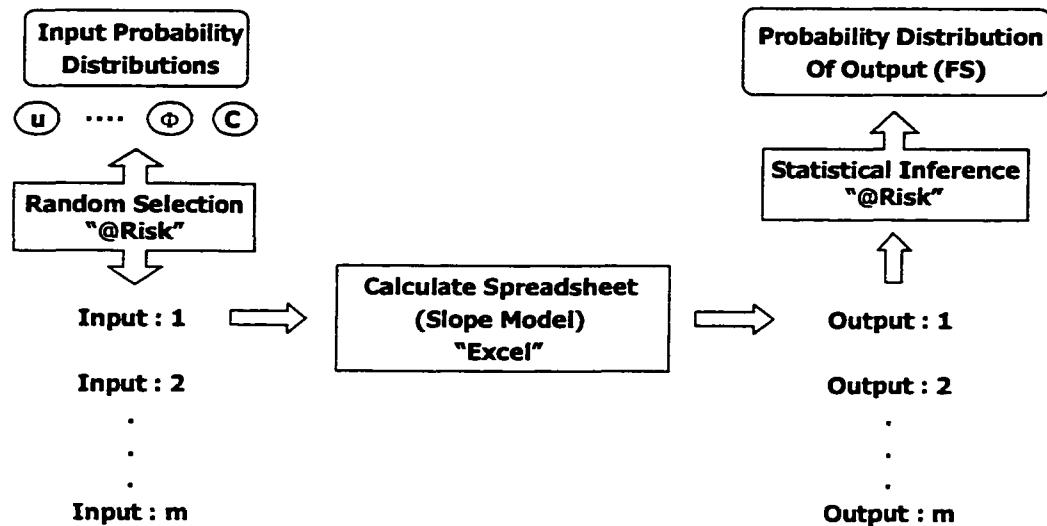 Input Probability
Distributions
u ···· Φ C
Random Selection
"@Risk"
Input : 1
Input : 2
.
.
.
Input : m
Calculate Spreadsheet
(Slope Model)
"Excel"
Probability Distribution
Of Output (FS)
Statistical Inference
"@Risk"
Output : 1
Output : 2
.
.
.
Output : m